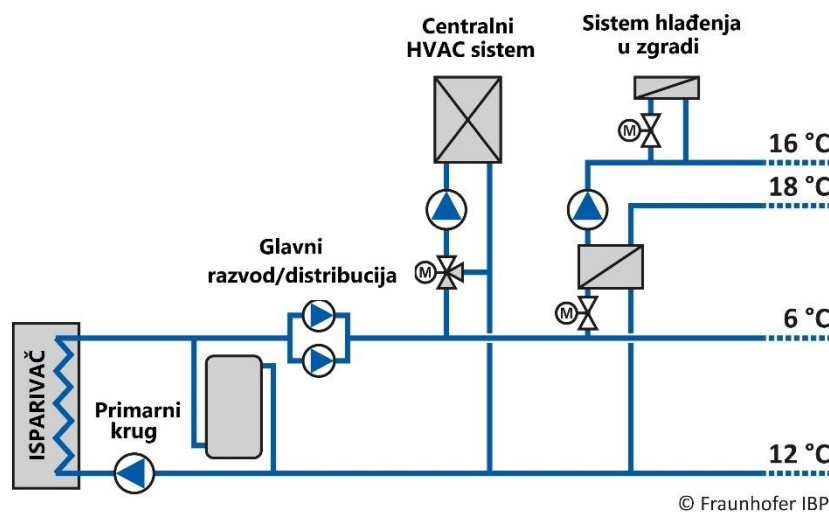 Centralni
HVAC sistem
Sistem hlađenja
u zgradi
M
16 °C
18 °C
Glavni
razvod/distribucija
M
M
6 °C
ISPARIVAČ
Primarni
krug
12 °C
© Fraunhofer IBP